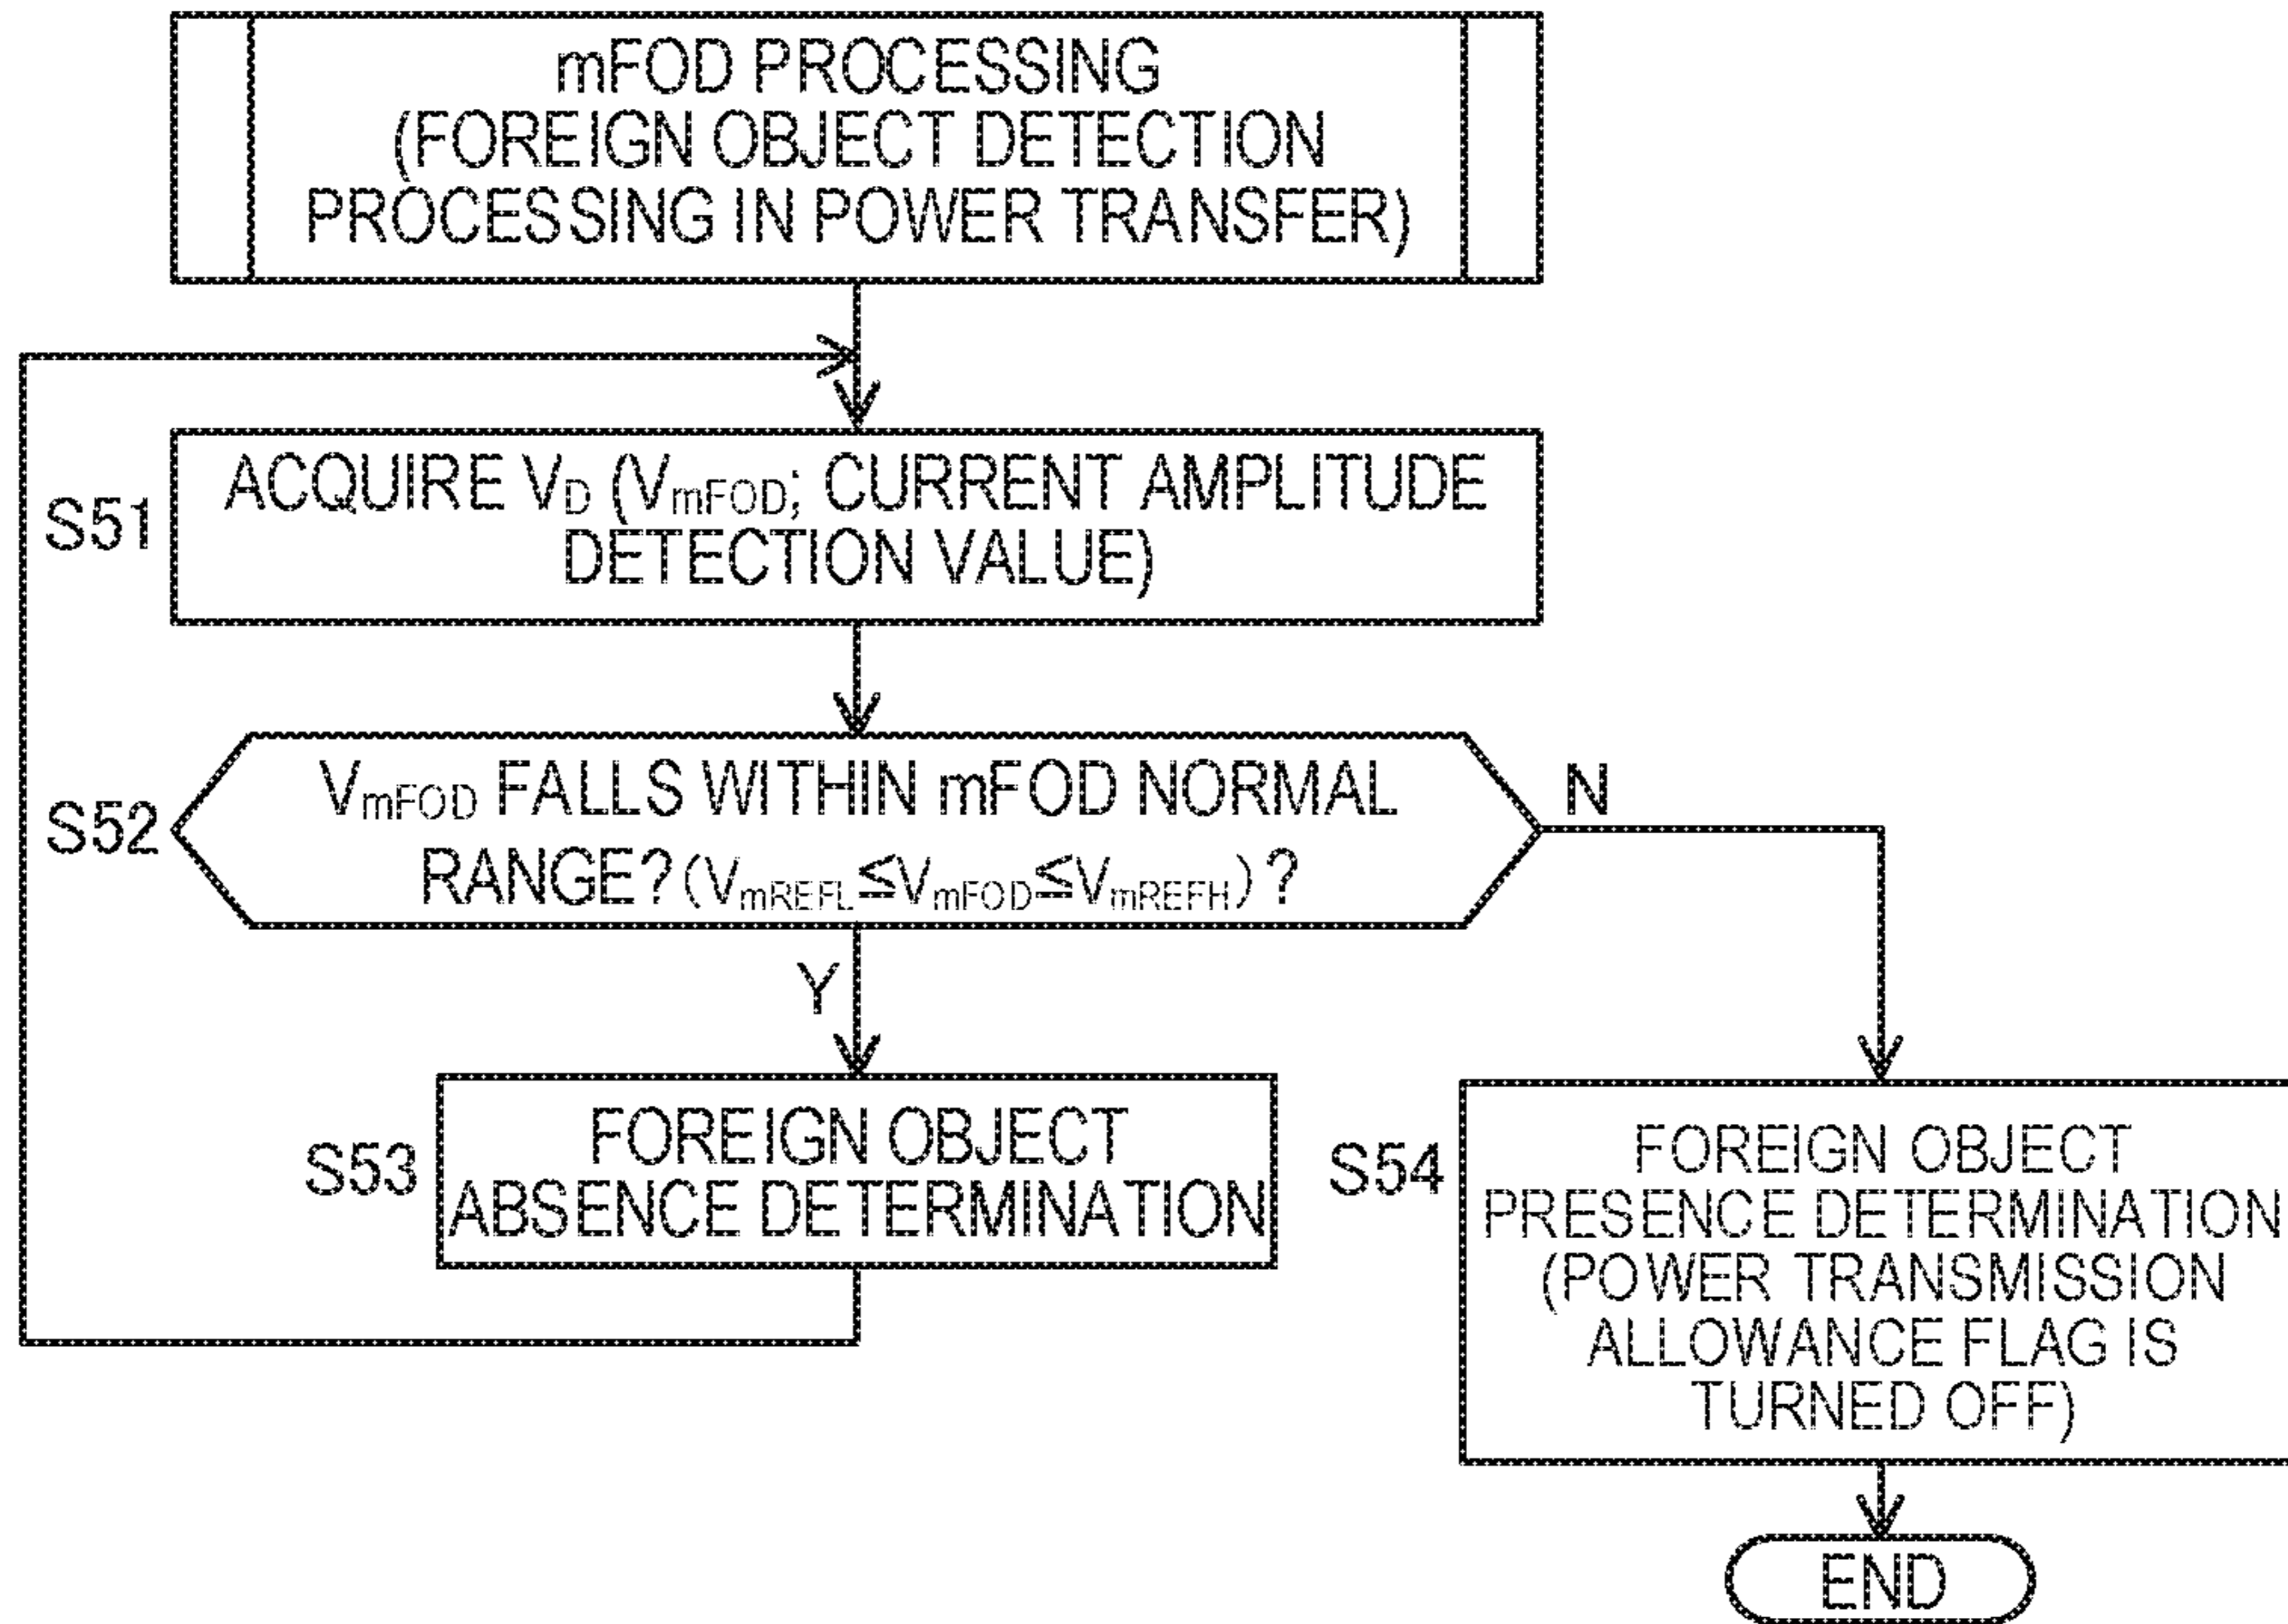 mFOD PROCESSING
(FOREIGN OBJECT DETECTION
PROCESSING IN POWER TRANSFER)
S51
ACQUIRE VD (VmFOD; CURRENT AMPLITUDE
DETECTION VALUE)
S52
VmFOD FALLS WITHIN mFOD NORMAL
RANGE? (VmREFL≦VmFOD≦VmREFH) ?
N
Y
S53
FOREIGN OBJECT
ABSENCE DETERMINATION
S54
FOREIGN OBJECT
PRESENCE DETERMINATION
(POWER TRANSMISSION
ALLOWANCE FLAG IS
TURNED OFF)
END